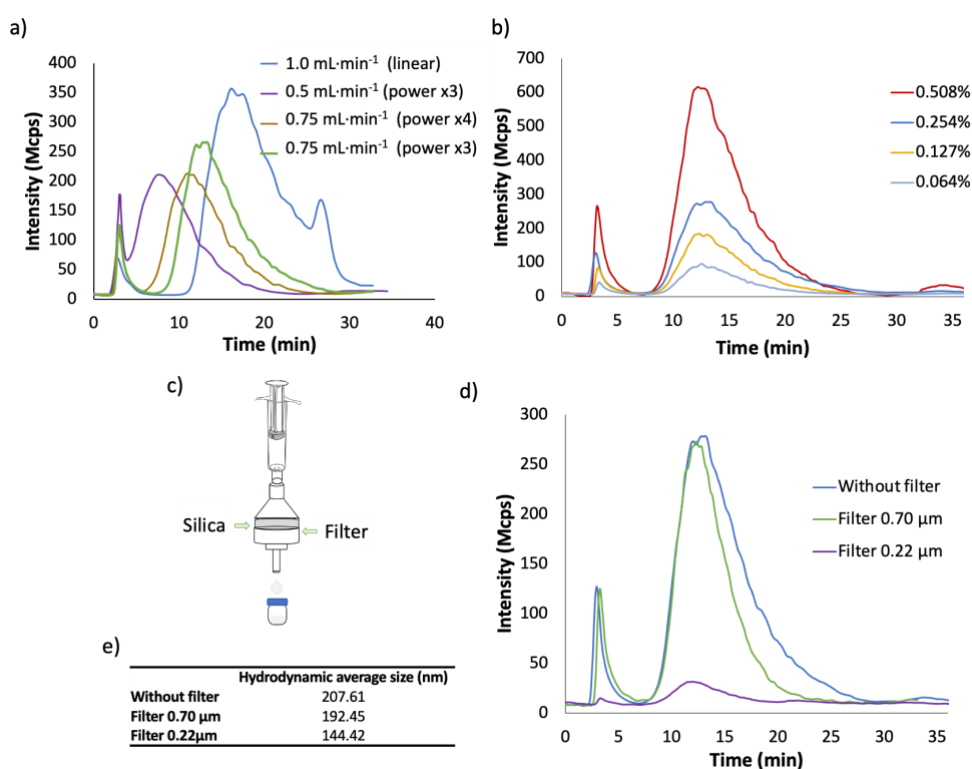 a)
Intensity (Mcps)
400
350
300
250
200
150
100
50
0
0 10 20 30 40
Time (min)
1.0 mL·min⁻¹ (linear)
0.5 mL·min⁻¹ (power x3)
0.75 mL·min⁻¹ (power x4)
0.75 mL·min⁻¹ (power x3)
b)
Intensity (Mcps)
700
600
500
400
300
200
100
0
0 5 10 15 20 25 30 35
Time (min)
0.508%
0.254%
0.127%
0.064%
c)
Silica
Filter
d)
Intensity (Mcps)
300
250
200
150
100
50
0
0 5 10 15 20 25 30 35
Time (min)
Without filter
Filter 0.70 µm
Filter 0.22 µm
e)
Hydrodynamic average size (nm)
Without filter 207.61
Filter 0.70 µm 192.45
Filter 0.22µm 144.42